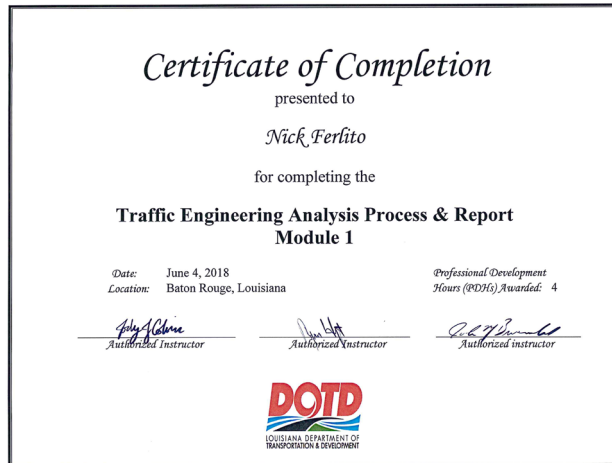 Certificate of Completion
presented to
Nick Ferlito
for completing the
Traffic Engineering Analysis Process & Report
Module 1
Date: June 4, 2018
Location: Baton Rouge, Louisiana
Professional Development
Hours (PDHs) Awarded: 4
Authorized Instructor
Authorized Instructor
Authorized instructor
DOTD
LOUISIANA DEPARTMENT OF
TRANSPORTATION & DEVELOPMENT